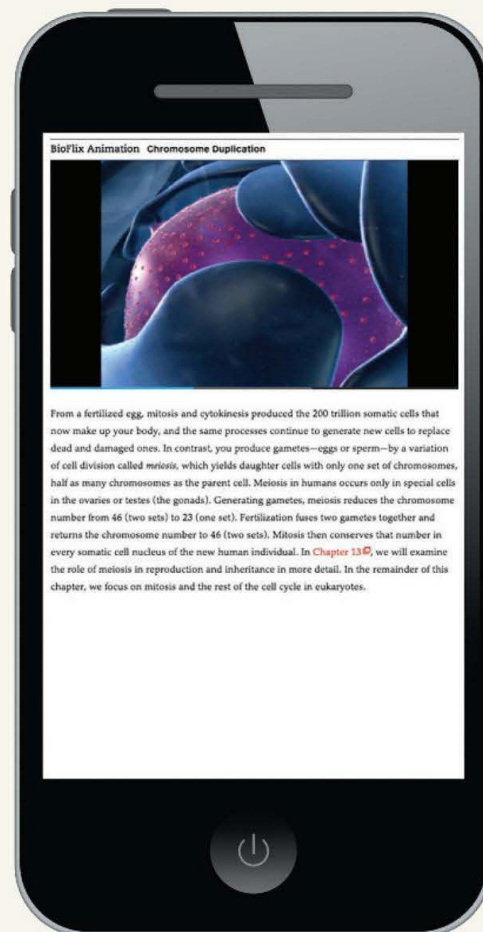 BioFlix Animation Chromosome Duplication
From a fertilized egg, mitosis and cytokinesis produced the 200 trillion somatic cells that
now make up your body, and the same processes continue to generate new cells to replace
dead and damaged ones. In contrast, you produce gametes—eggs or sperm—by a variation
of cell division called meiosis, which yields daughter cells with only one set of chromosomes,
half as many chromosomes as the parent cell. Meiosis in humans occurs only in special cells
in the ovaries or testes (the gonads). Generating gametes, meiosis reduces the chromosome
number from 46 (two sets) to 23 (one set). Fertilization fuses two gametes together and
returns the chromosome number to 46 (two sets). Mitosis then conserves that number in
every somatic cell nucleus of the new human individual. In Chapter 13, we will examine
the role of meiosis in reproduction and inheritance in more detail. In the remainder of this
chapter, we focus on mitosis and the rest of the cell cycle in eukaryotes.